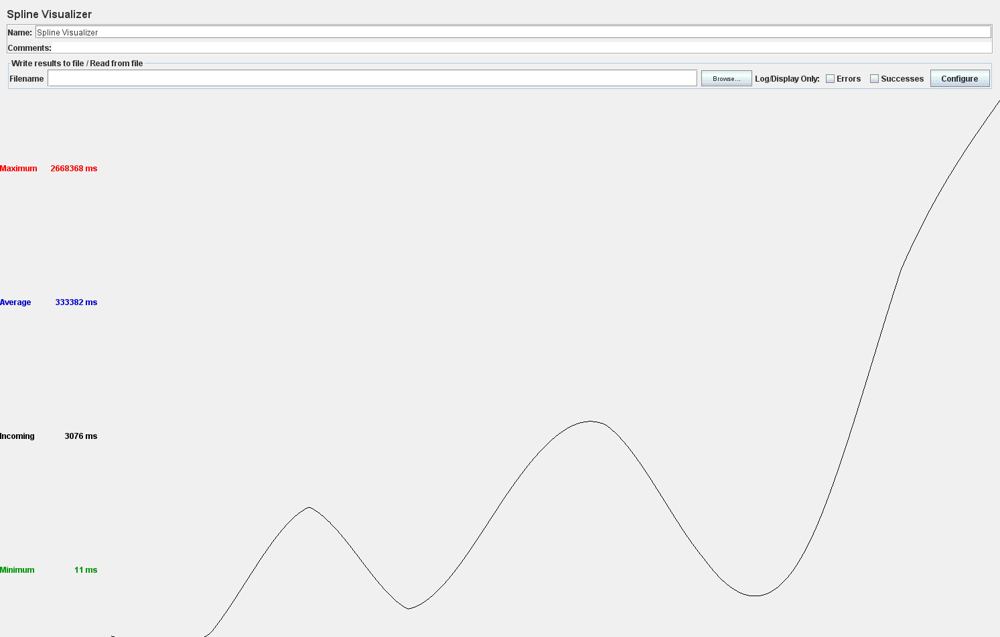 Spline Visualizer
Name: Spline Visualizer
Comments:
Write results to file / Read from file
Filename Browse... Log/Display Only: Errors Successes Configure
Maximum 2668368 ms
Average 333382 ms
Incoming 3076 ms
Minimum 11 ms